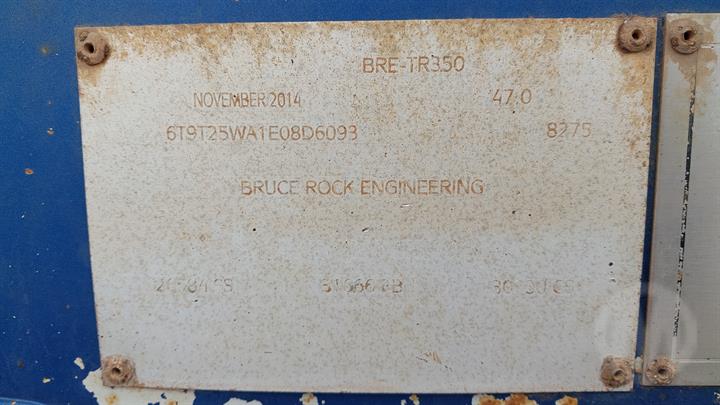 BRE-TR350
NOVEMBER 2014 47.0
6T9T25WA1E08D6093 8275
BRUCE ROCK ENGINEERING